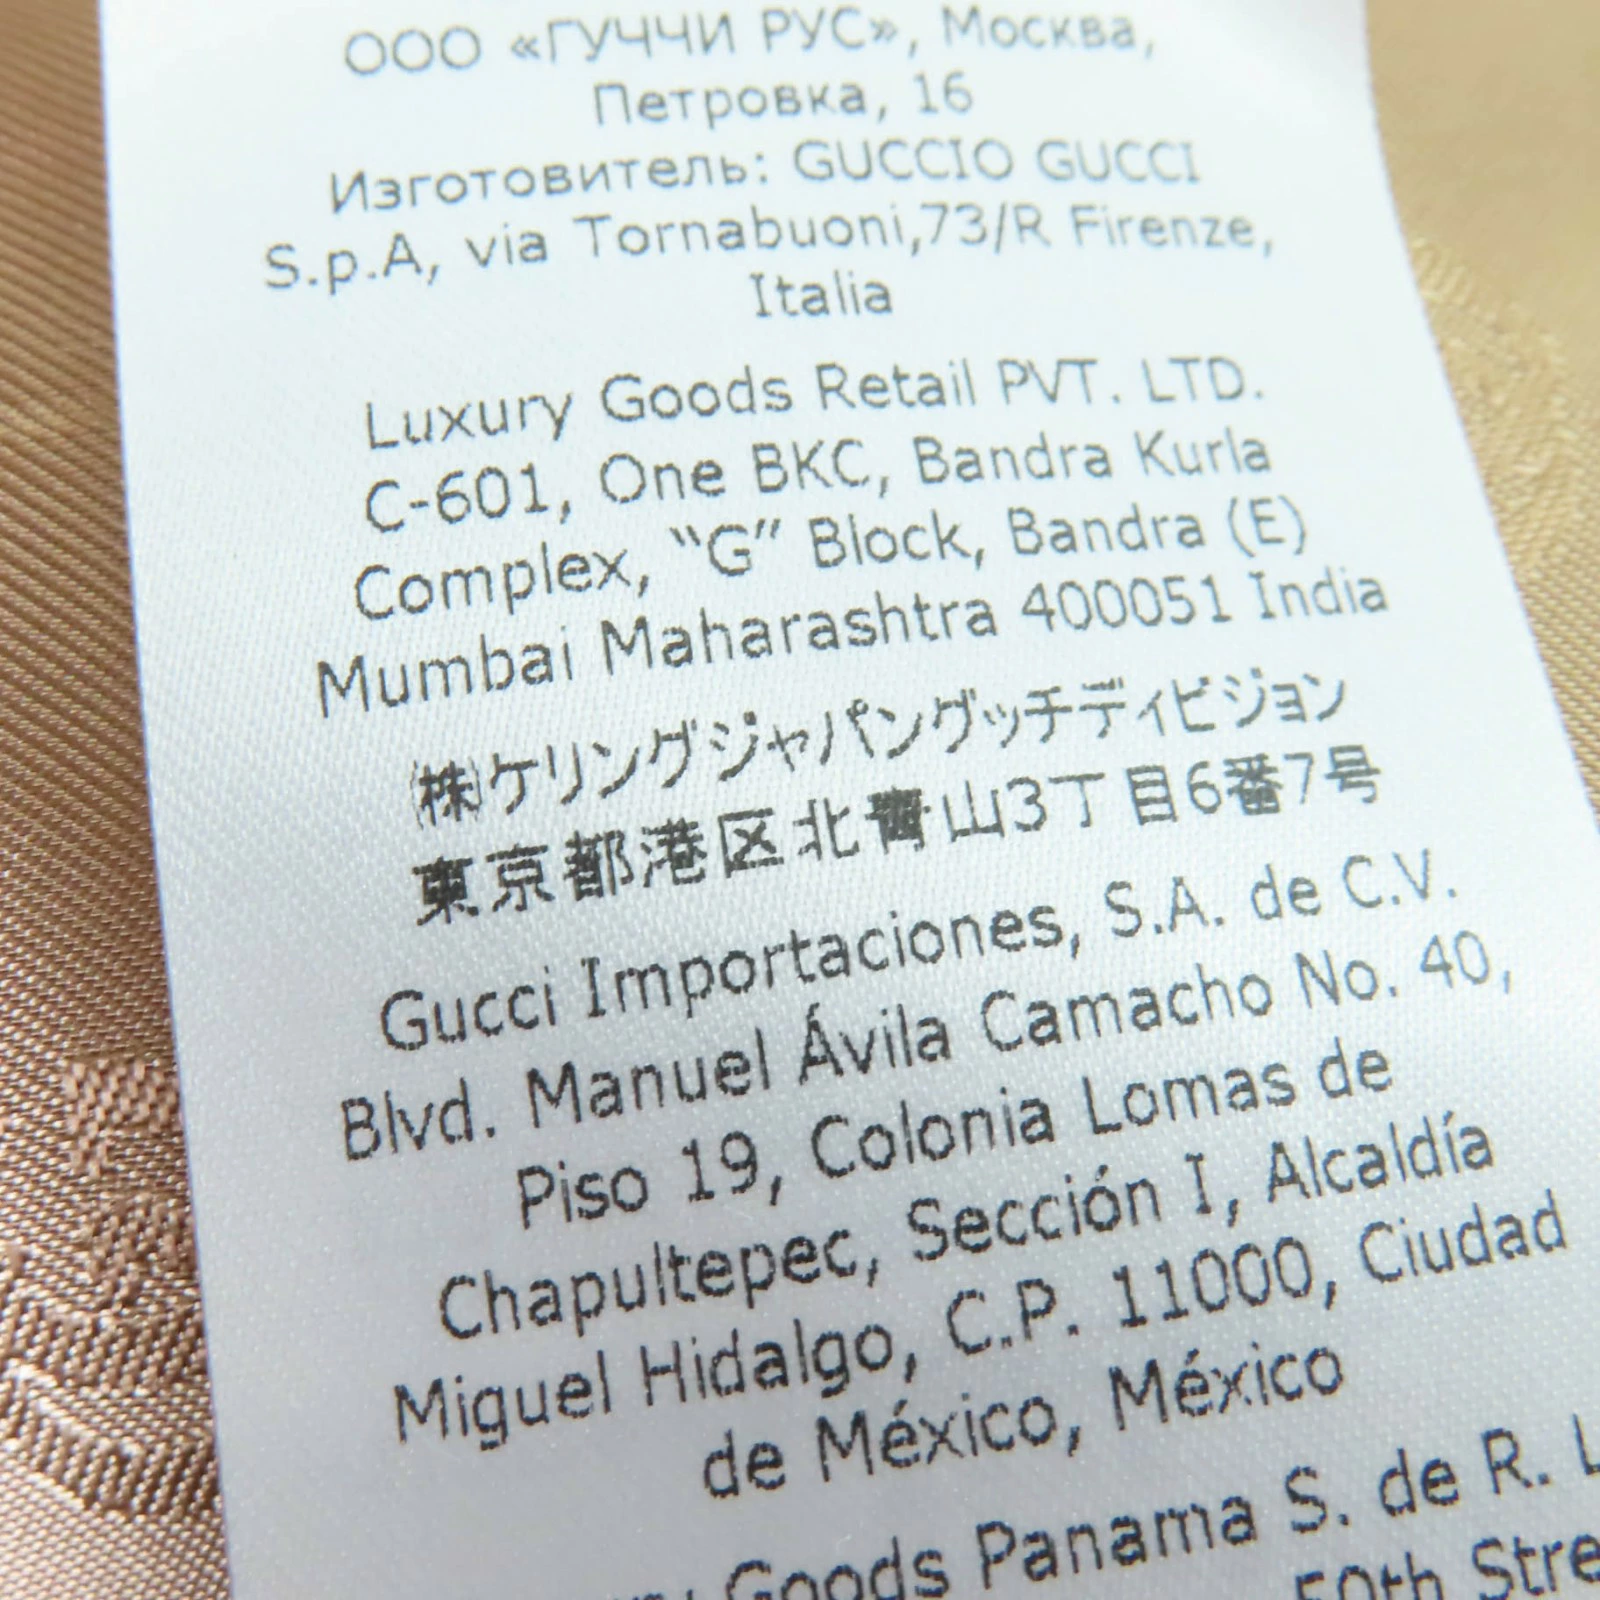 ООО «ГУЧЧИ РУС», Москва,
Петровка, 16
Изготовитель: GUCCIO GUCCI
S.p.A, via Tornabuoni,73/R Firenze,
Italia
Luxury Goods Retail PVT. LTD.
C-601, One BKC, Bandra Kurla
Complex, “G” Block, Bandra (E)
Mumbai Maharashtra 400051 India
㈱ケリングジャパングッチディビジョン
東京都港区北青山3丁目6番7号
Gucci Importaciones, S.A. de C.V.
Blvd. Manuel Ávila Camacho No. 40,
Piso 19, Colonia Lomas de
Chapultepec, Sección I, Alcaldía
Miguel Hidalgo, C.P. 11000, Ciudad
de México, México
Goods Panama S. de R. L
50th Stre